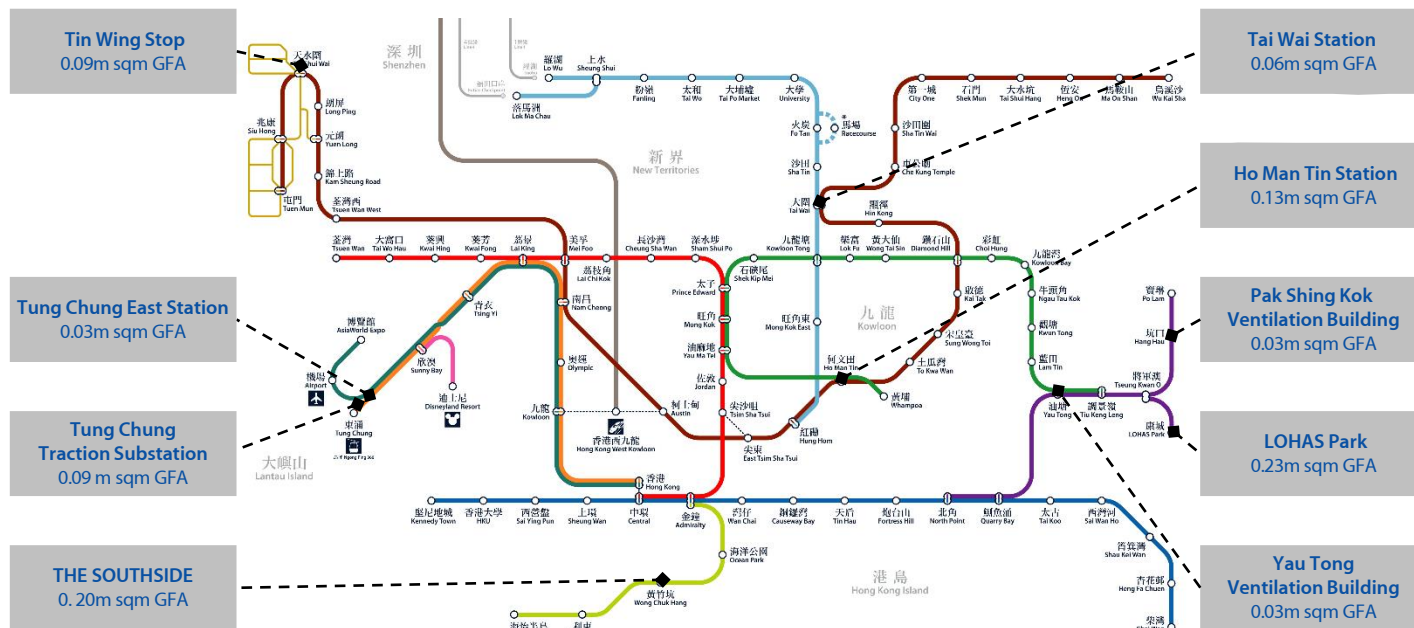 Tin Wing Stop
0.09m sqm GFA
Tung Chung East Station
0.03m sqm GFA
Tung Chung
Traction Substation
0.09 m sqm GFA
THE SOUTHSIDE
0. 20m sqm GFA
Tai Wai Station
0.06m sqm GFA
Ho Man Tin Station
0.13m sqm GFA
Pak Shing Kok
Ventilation Building
0.03m sqm GFA
LOHAS Park
0.23m sqm GFA
Yau Tong
Ventilation Building
0.03m sqm GFA
深圳
Shenzhen
新界
New Territories
九龍
Kowloon
大嶼山
Lantau Island
港島
Hong Kong Island
天水圍
朗屏
Long Ping
兆康
Siu Hong
元朗
Yuen Long
錦上路
Kam Sheung Road
屯門
Tuen Mun
荃灣西
Tsuen Wan West
羅湖
Lo Wu
上水
Sheung Shui
落馬洲
Lok Ma Chau
粉嶺
Fanling
太和
Tai Wo
大埔墟
Tai Po Market
大學
University
火炭
Fo Tan
馬場
Racecourse
沙田
Sha Tin
大圍
Tai Wai
第一城
City One
石門
Shek Mun
大水坑
Tai Shui Hang
恆安
Heng On
馬鞍山
Ma On Shan
烏溪沙
Wu Kai Sha
沙田圍
Sha Tin Wai
車公廟
Che Kung Temple
顯徑
Hin Keng
荃灣
Tsuen Wan
大窩口
Tai Wo Hau
葵興
Kwai Hing
葵芳
Kwai Fong
荔景
Lai King
美孚
Mei Foo
荔枝角
Lai Chi Kok
長沙灣
Cheung Sha Wan
深水埗
Sham Shui Po
石硤尾
Shek Kip Mei
九龍塘
Kowloon Tong
樂富
Lok Fu
黃大仙
Wong Tai Sin
鑽石山
Diamond Hill
彩虹
Choi Hung
九龍灣
Kowloon Bay
牛頭角
Ngau Tau Kok
觀塘
Kwun Tong
藍田
Lam Tin
啟德
Kai Tak
宋皇臺
Sung Wong Toi
土瓜灣
To Kwa Wan
何文田
Ho Man Tin
黃埔
Whampoa
太子
Prince Edward
旺角
Mong Kok
油麻地
Yau Ma Tei
佐敦
Jordan
尖沙咀
Tsim Sha Tsui
旺角東
Mong Kok East
紅磡
Hung Hom
尖東
East Tsim Sha Tsui
柯士甸
Austin
香港西九龍
Hong Kong West Kowloon
南昌
Nam Cheong
奧運
Olympic
九龍
Kowloon
青衣
Tsing Yi
欣澳
Sunny Bay
迪士尼
Disneyland Resort
博覽館
AsiaWorld Expo
機場
Airport
東涌
Tung Chung
寶琳
Po Lam
坑口
Hang Hau
將軍澳
Tseung Kwan O
康城
LOHAS Park
油塘
Yau Tong
調景嶺
Tiu Keng Leng
香港
Hong Kong
堅尼地城
Kennedy Town
香港大學
HKU
西營盤
Sai Ying Pun
上環
Sheung Wan
中環
Central
金鐘
Admiralty
灣仔
Wan Chai
銅鑼灣
Causeway Bay
天后
Tin Hau
炮台山
Fortress Hill
北角
North Point
鰂魚涌
Quarry Bay
太古
Tai Koo
西灣河
Sai Wan Ho
筲箕灣
Shau Kei Wan
杏花邨
Heng Fa Chuen
柴灣
海洋公園
Ocean Park
黃竹坑
Wong Chuk Hang
利東
海怡半島